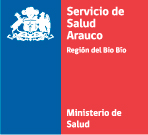 Servicio de
Salud
Arauco
Región del Bío Bío
Ministerio de
Salud